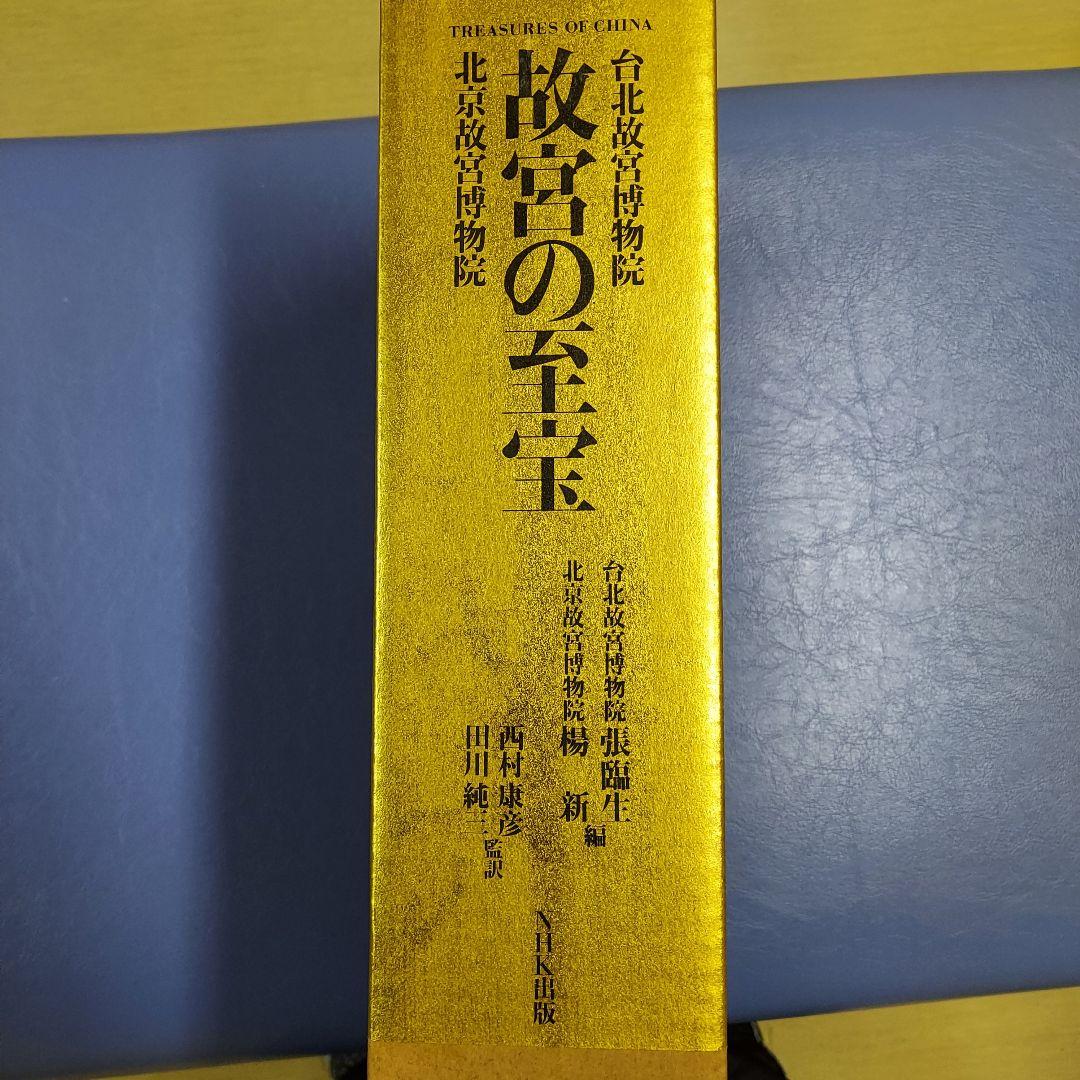 TREASURES OF CHINA
台北故宮博物院
故宮の至宝
北京故宮博物院
台北故宮博物院 張臨生
北京故宮博物院 楊 新
編
西村康彦
田川純三
監訳
NHK出版